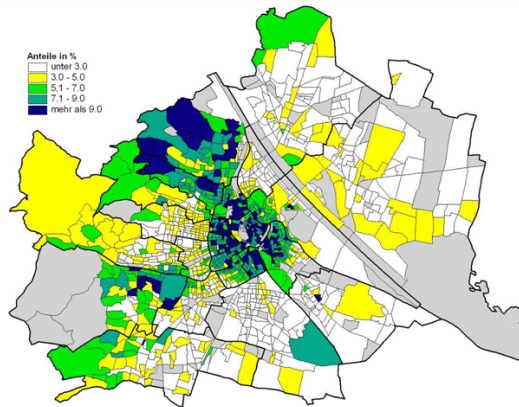 Anteile in %
unter 3.0
3.0 - 5.0
5.1 - 7.0
7.1 - 9.0
mehr als 9.0